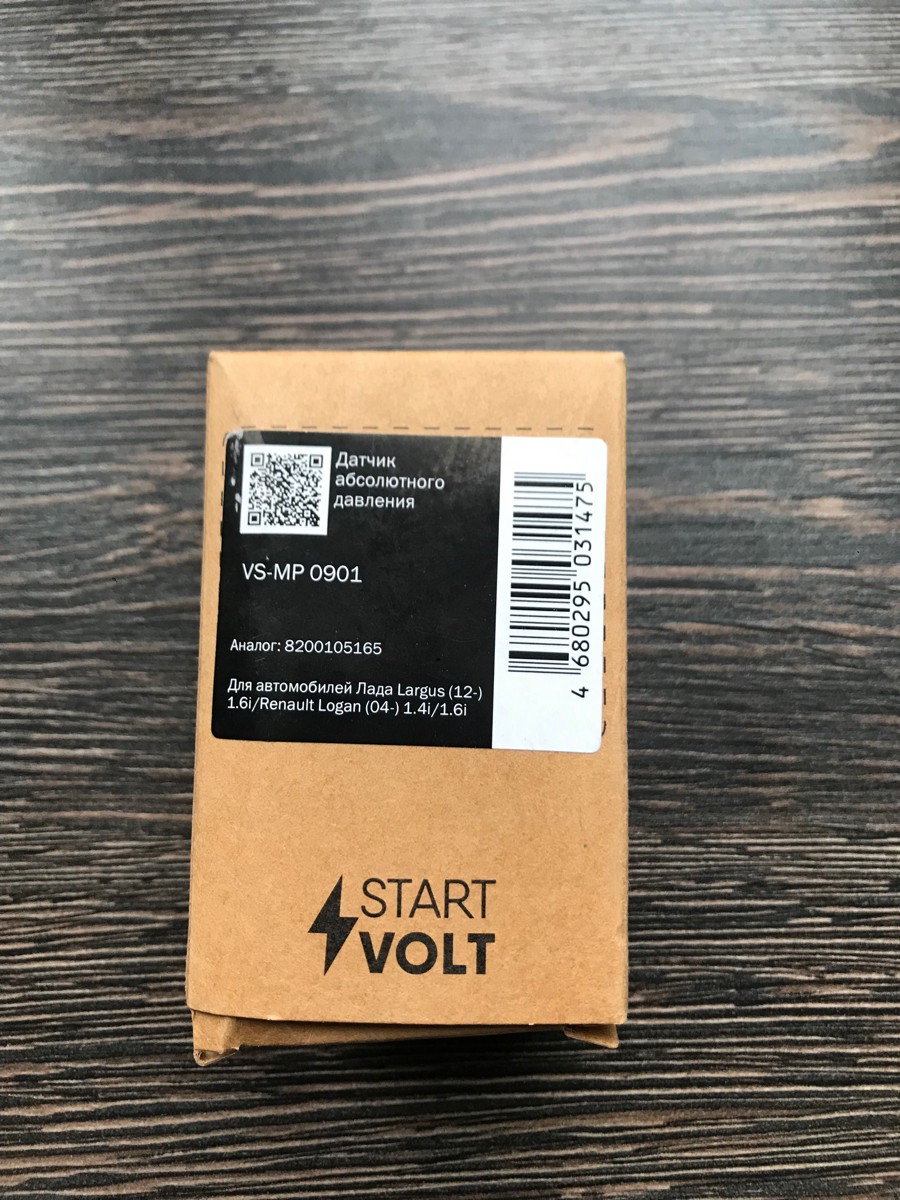 Датчик
абсолютного
давления
VS-MP 0901
Аналог: 8200105165
Для автомобилей Лада Largus (12-)
1.6i/Renault Logan (04-) 1.4i/1.6i
4 680295 031475
START
VOLT